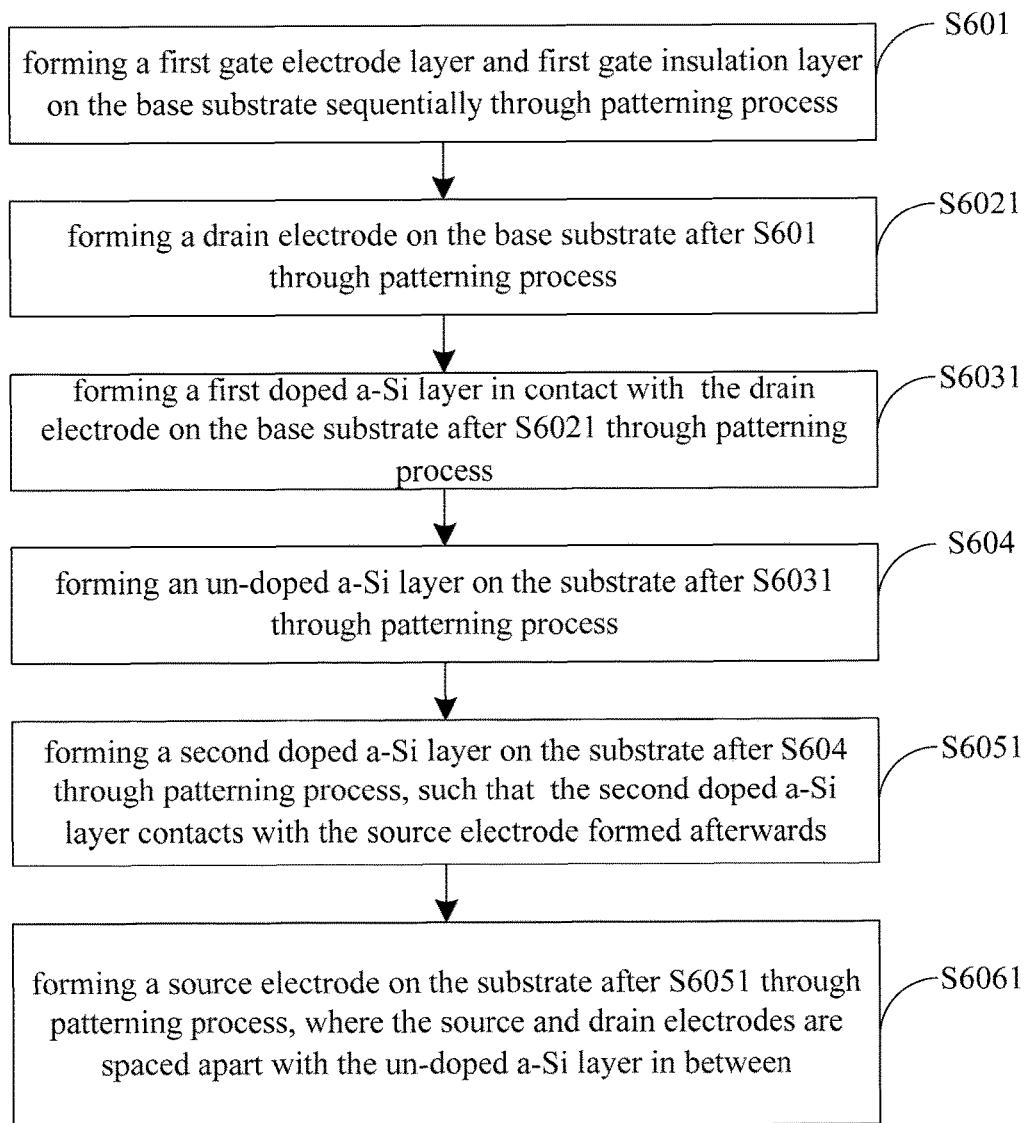 S601
forming a first gate electrode layer and first gate insulation layer
on the base substrate sequentially through patterning process
S6021
forming a drain electrode on the base substrate after S601
through patterning process
S6031
forming a first doped a-Si layer in contact with the drain
electrode on the base substrate after S6021 through patterning
process
S604
forming an un-doped a-Si layer on the substrate after S6031
through patterning process
S6051
forming a second doped a-Si layer on the substrate after S604
through patterning process, such that the second doped a-Si
layer contacts with the source electrode formed afterwards
S6061
forming a source electrode on the substrate after S6051 through
patterning process, where the source and drain electrodes are
spaced apart with the un-doped a-Si layer in between